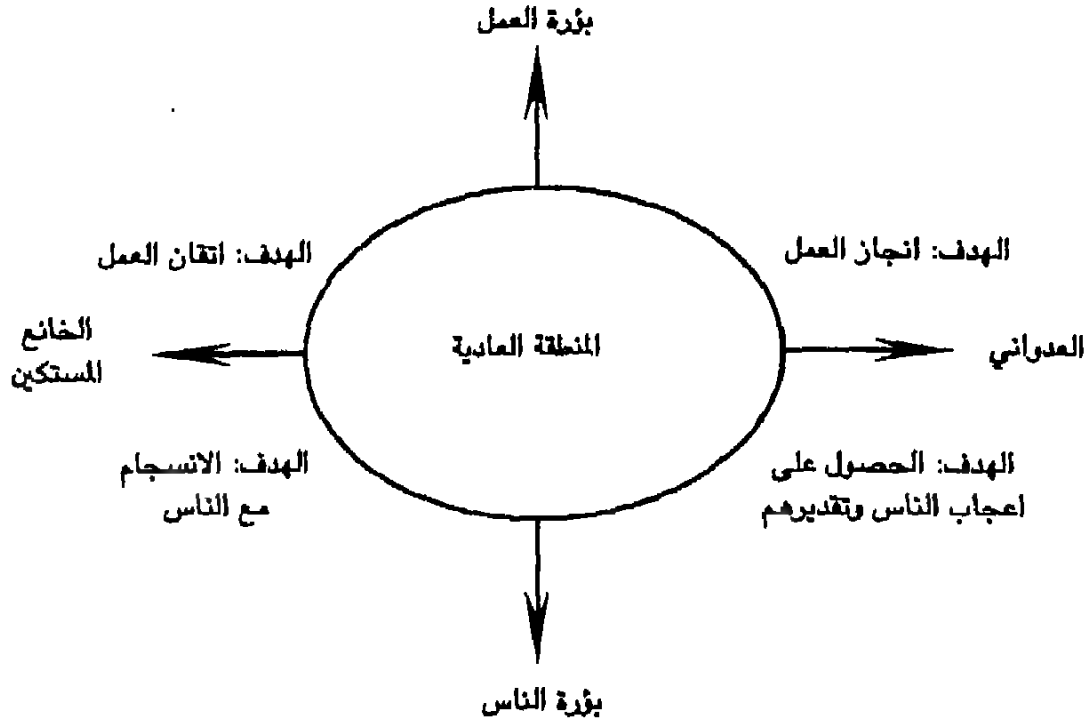 بؤرة العمل
الهدف: انجاز العمل
الهدف: اتقان العمل
العدواني
المنطقة العادية
الخانع
المستكين
الهدف: الحصول على
اعجاب الناس وتقديرهم
الهدف: الانسجام
مع الناس
بؤرة الناس